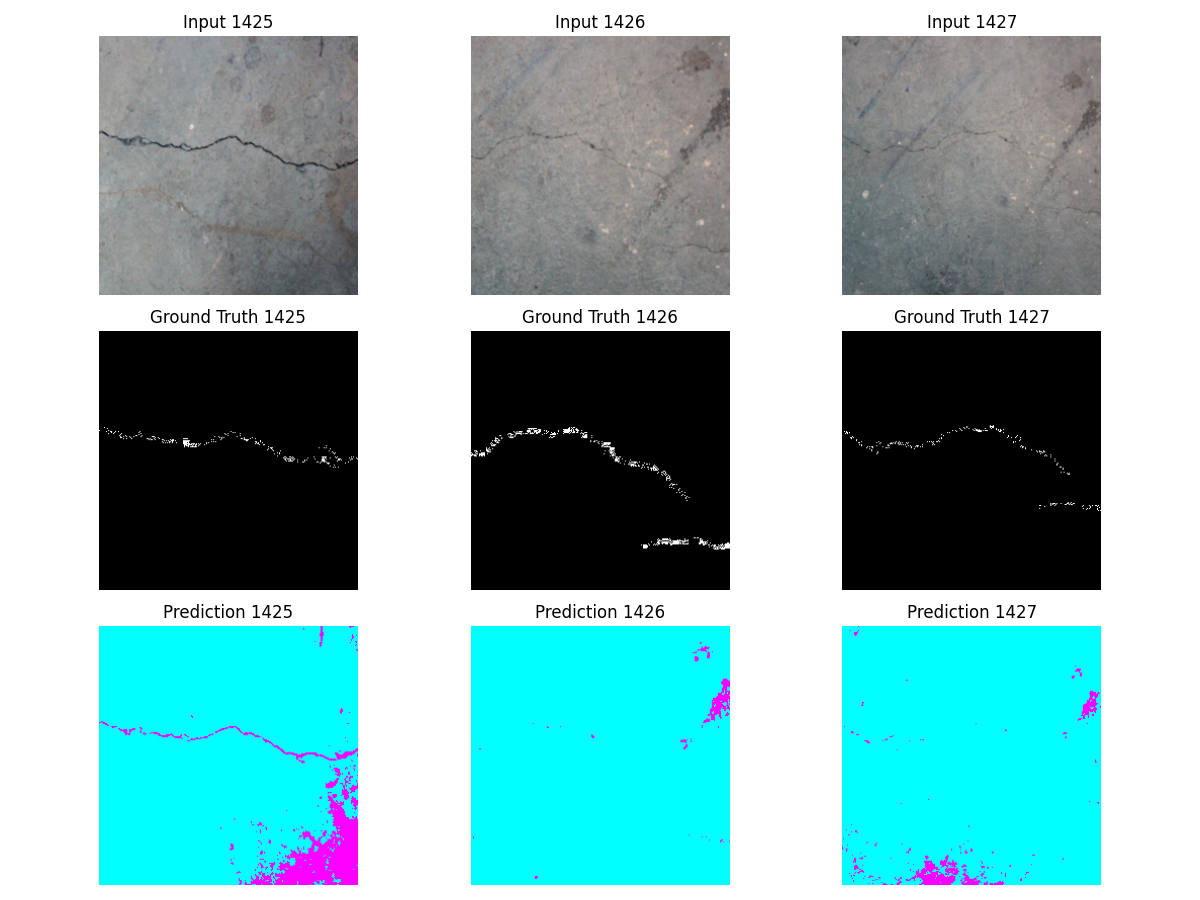 Input 1425
Input 1426
Input 1427
Ground Truth 1425
Ground Truth 1426
Ground Truth 1427
Prediction 1425
Prediction 1426
Prediction 1427